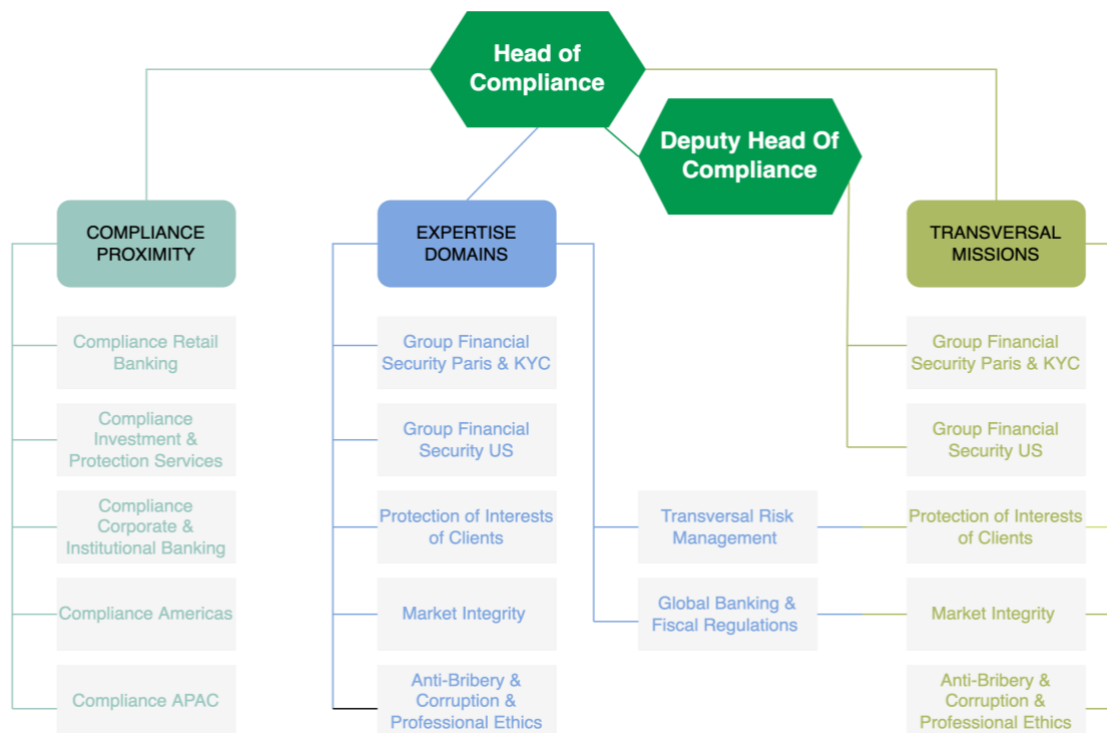 Head of
Compliance
Deputy Head Of
Compliance
COMPLIANCE
PROXIMITY
EXPERTISE
DOMAINS
TRANSVERSAL
MISSIONS
Compliance Retail
Banking
Group Financial
Security Paris & KYC
Group Financial
Security Paris & KYC
Compliance
Investment &
Protection Services
Group Financial
Security US
Group Financial
Security US
Compliance
Corporate &
Institutional Banking
Protection of Interests
of Clients
Transversal Risk
Management
Protection of Interests
of Clients
Compliance Americas
Market Integrity
Global Banking &
Fiscal Regulations
Market Integrity
Compliance APAC
Anti-Bribery &
Corruption &
Professional Ethics
Anti-Bribery &
Corruption &
Professional Ethics